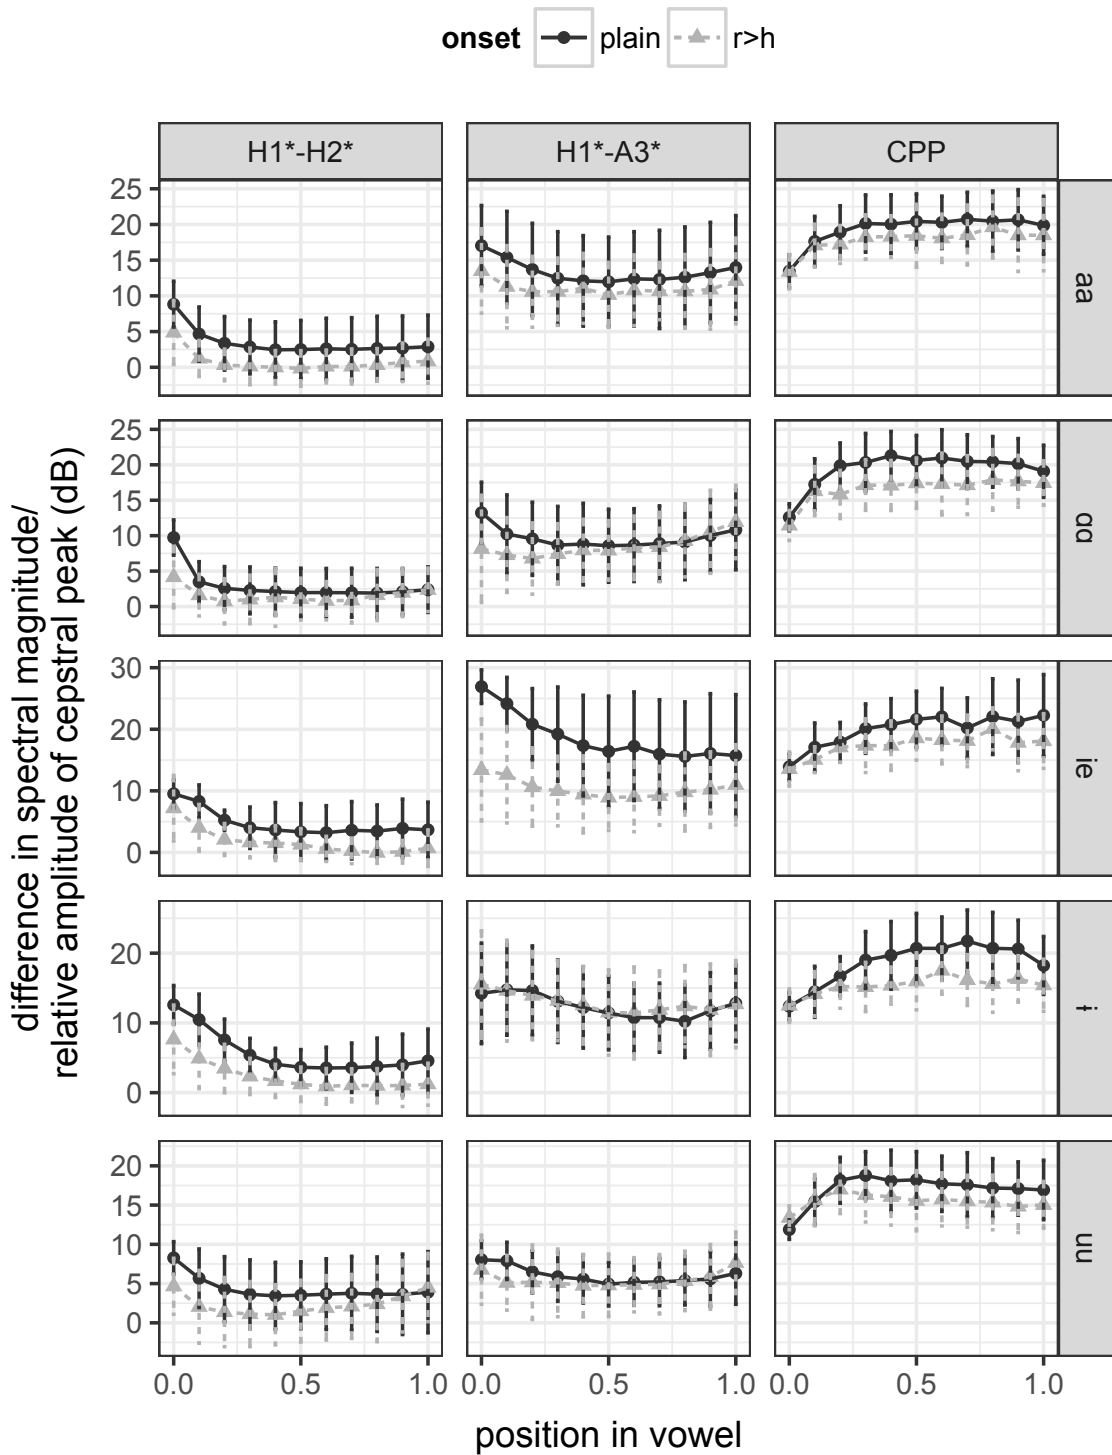 onset plain r>h
H1*-H2* H1*-A3* CPP
difference in spectral magnitude/
relative amplitude of cepstral peak (dB)
25
20
15
10
5
0
aa
25
20
15
10
5
0
ɑɑ
30
20
10
0
ie
20
10
0
ɨ
20
15
10
5
0
uu
0.0 0.5 1.0 0.0 0.5 1.0 0.0 0.5 1.0
position in vowel